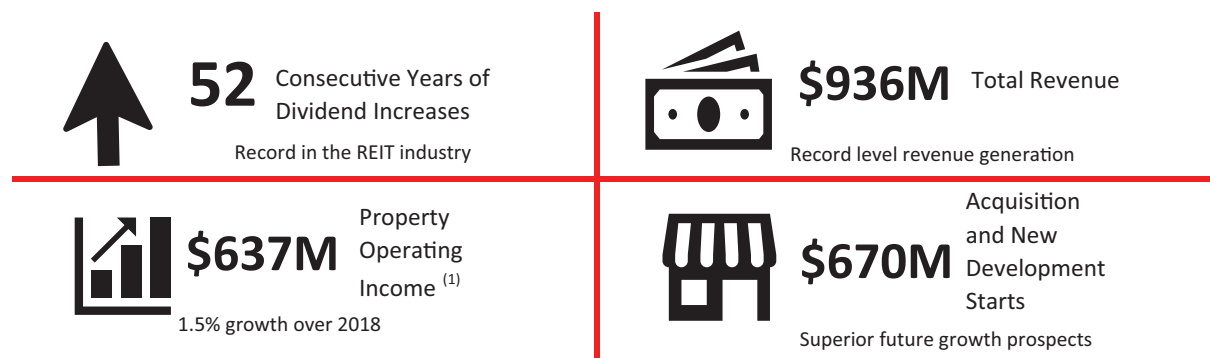 52 Consecutive Years of
Dividend Increases
Record in the REIT industry
$936M Total Revenue
Record level revenue generation
$637M
Property
Operating
Income (1)
1.5% growth over 2018
$670M
Acquisition
and New
Development
Starts
Superior future growth prospects